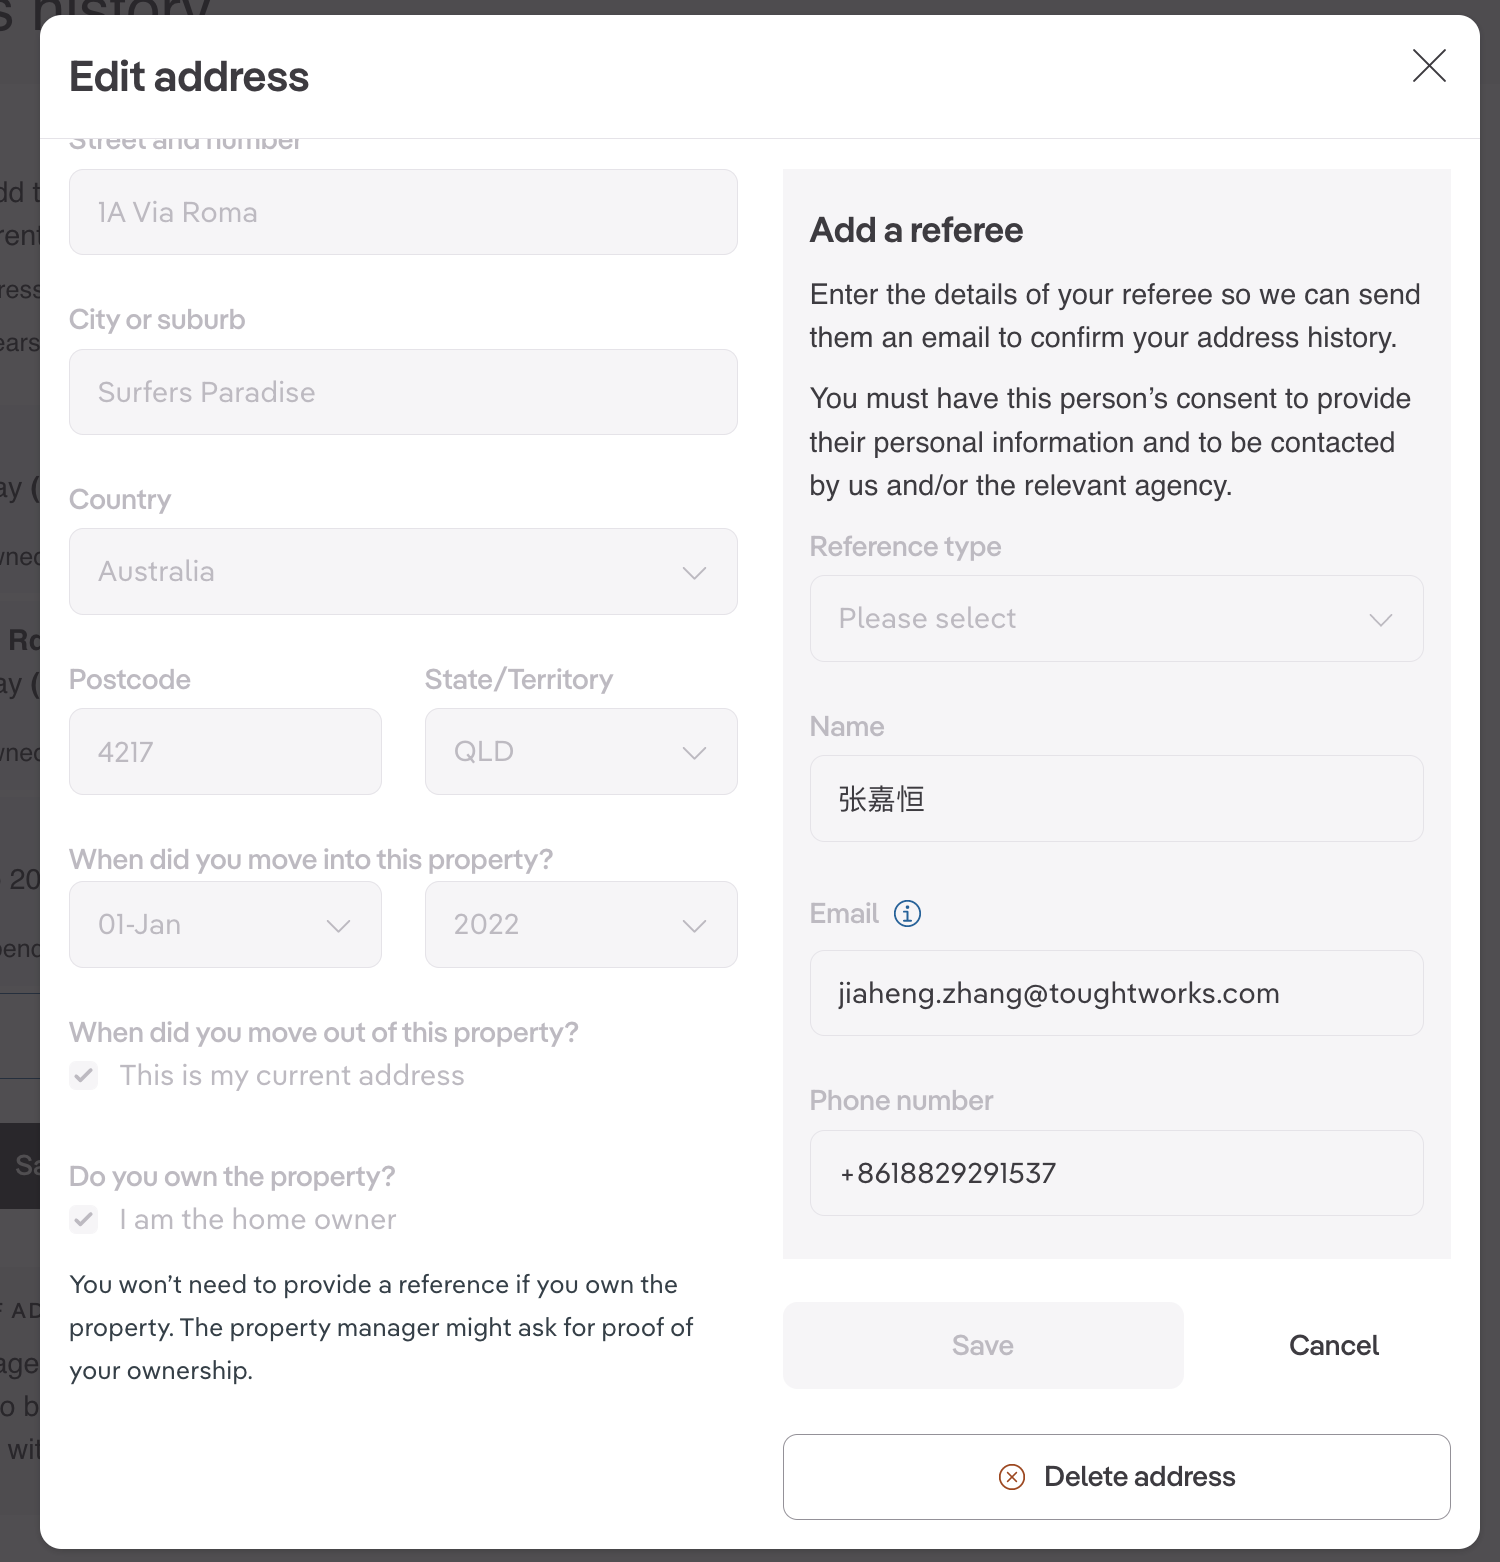 s history
Edit address
Street and number
1A Via Roma
City or suburb
Surfers Paradise
Country
Australia
Postcode
State/Territory
4217
QLD
When did you move into this property?
01-Jan
2022
When did you move out of this property?
This is my current address
Do you own the property?
I am the home owner
You won’t need to provide a reference if you own the
property. The property manager might ask for proof of
your ownership.
Add a referee
Enter the details of your referee so we can send
them an email to confirm your address history.
You must have this person’s consent to provide
their personal information and to be contacted
by us and/or the relevant agency.
Reference type
Please select
Name
张嘉恒
Email
jiaheng.zhang@toughtworks.com
Phone number
+8618829291537
Save
Cancel
Delete address